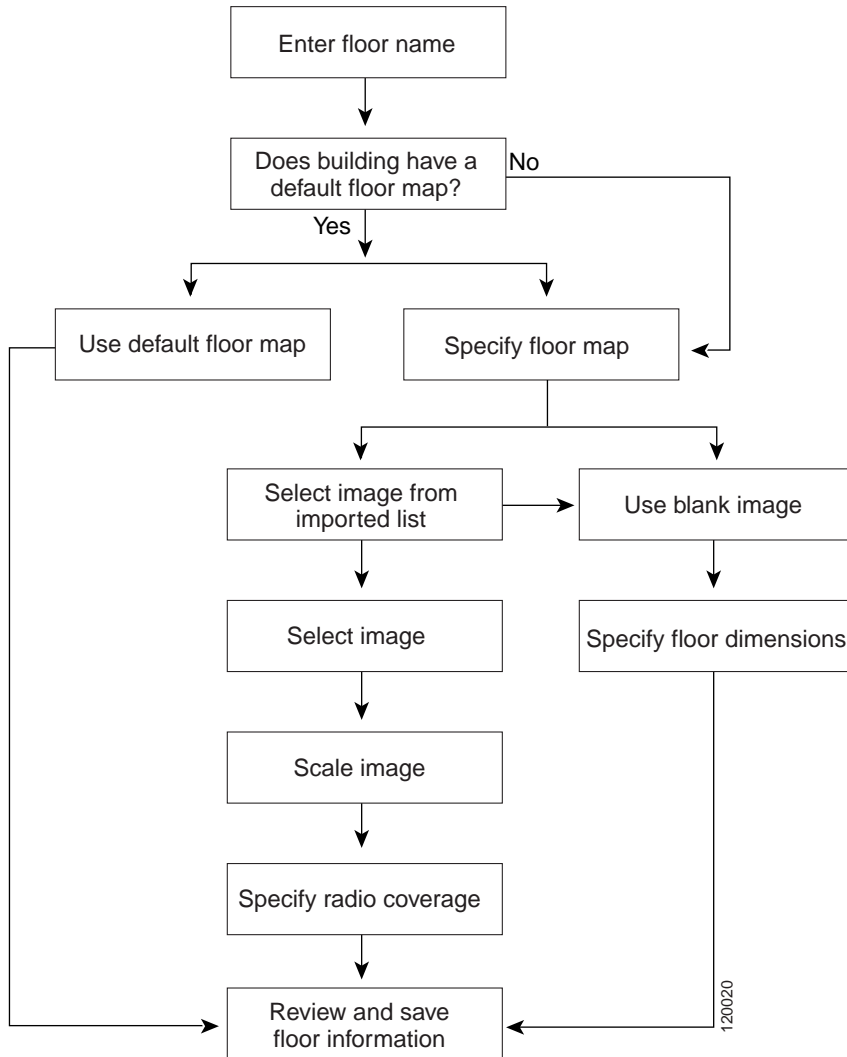 Enter floor name
Does building have a
default floor map?
No
Yes
Use default floor map
Specify floor map
Select image from
imported list
Use blank image
Select image
Specify floor dimensions
Scale image
Specify radio coverage
Review and save
floor information
120020